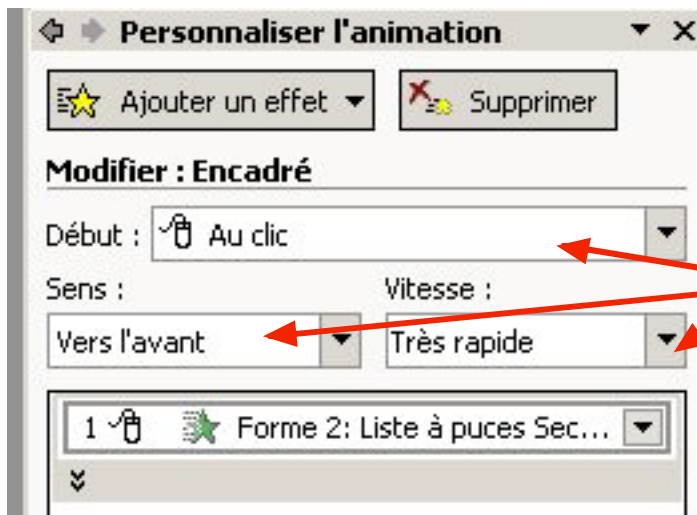 Personnaliser l'animation
Ajouter un effet Supprimer
Modifier : Encadré
Début : Au clic
Sens : Vitesse :
Vers l'avant Très rapide
1 Forme 2: Liste à puces Sec...